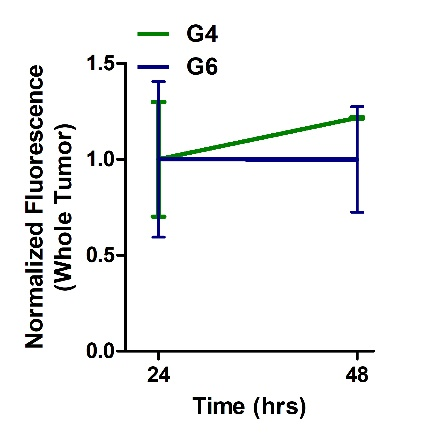 G4
G6
Normalized Fluorescence
(Whole Tumor)
1.5
1.0
0.5
0.0
24
48
Time (hrs)